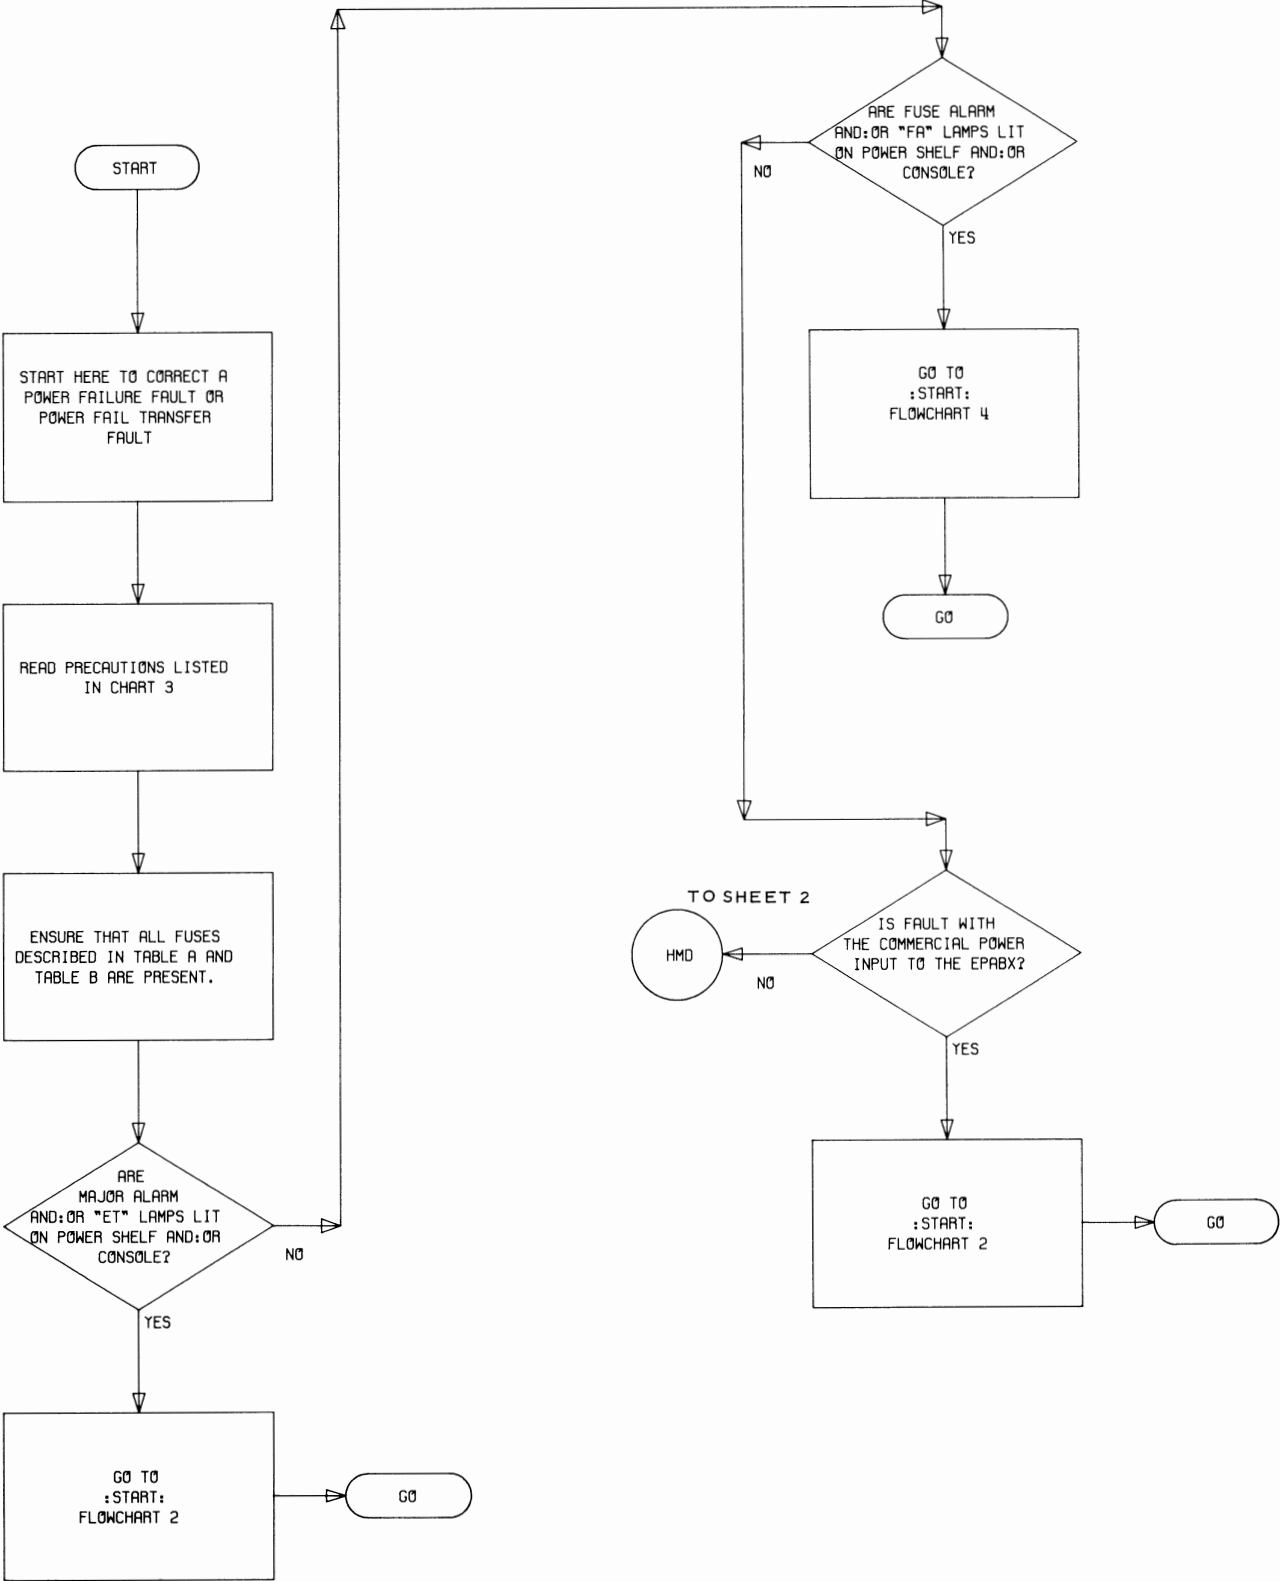 START
START HERE TO CORRECT A
POWER FAILURE FAULT OR
POWER FAIL TRANSFER
FAULT
READ PRECAUTIONS LISTED
IN CHART 3
ENSURE THAT ALL FUSES
DESCRIBED IN TABLE A AND
TABLE B ARE PRESENT.
ARE
MAJOR ALARM
AND:OR "ET" LAMPS LIT
ON POWER SHELF AND:OR
CONSOLE?
NO
YES
GO TO
:START:
FLOWCHART 2
GO
ARE FUSE ALARM
AND:OR "FA" LAMPS LIT
ON POWER SHELF AND:OR
CONSOLE?
NO
YES
GO TO
:START:
FLOWCHART 4
GO
TO SHEET 2
HMD
IS FAULT WITH
THE COMMERCIAL POWER
INPUT TO THE EPABX?
NO
YES
GO TO
:START:
FLOWCHART 2
GO